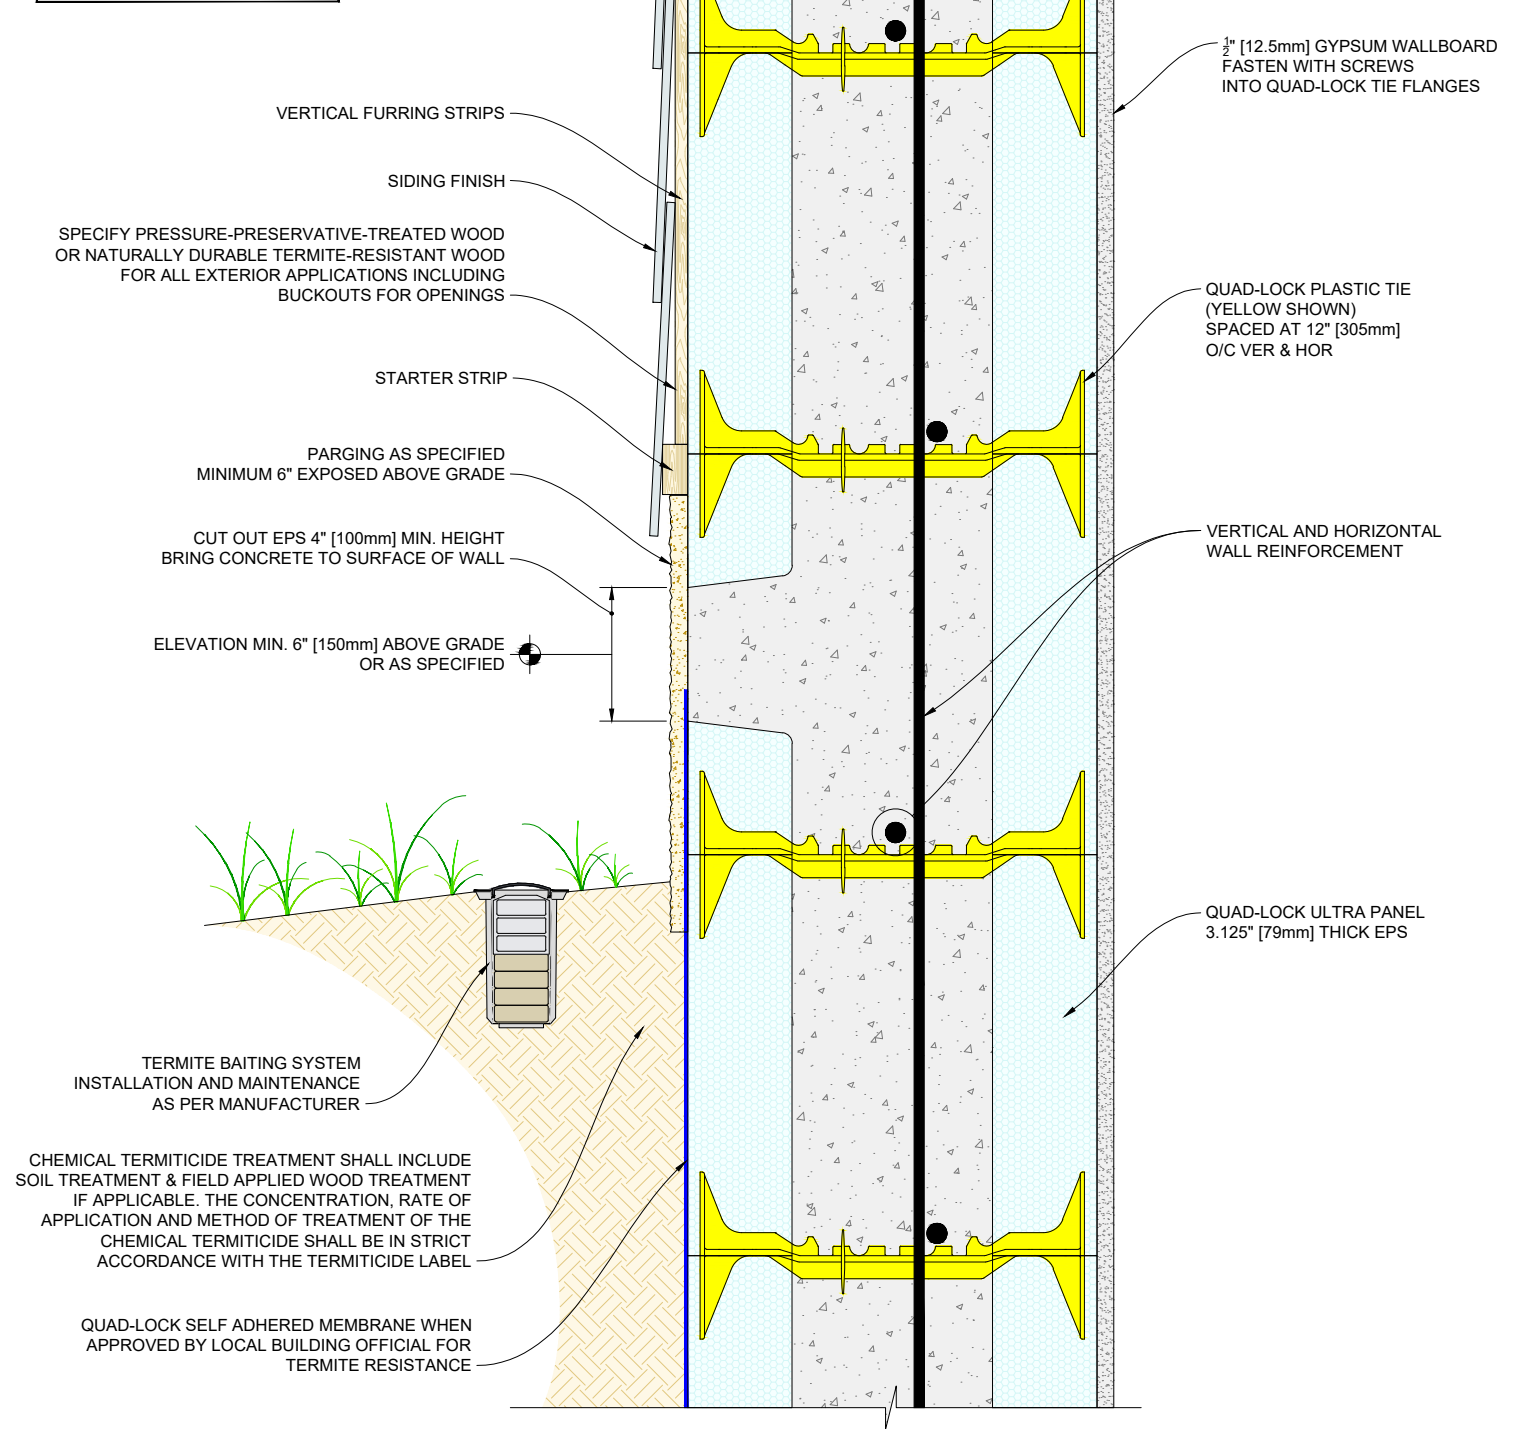 VERTICAL FURRING STRIPS
SIDING FINISH
SPECIFY PRESSURE-PRESERVATIVE-TREATED WOOD
OR NATURALLY DURABLE TERMITE-RESISTANT WOOD
FOR ALL EXTERIOR APPLICATIONS INCLUDING
BUCKOUTS FOR OPENINGS
STARTER STRIP
PARGING AS SPECIFIED
MINIMUM 6" EXPOSED ABOVE GRADE
CUT OUT EPS 4" [100mm] MIN. HEIGHT
BRING CONCRETE TO SURFACE OF WALL
ELEVATION MIN. 6" [150mm] ABOVE GRADE
OR AS SPECIFIED
TERMITE BAITING SYSTEM
INSTALLATION AND MAINTENANCE
AS PER MANUFACTURER
CHEMICAL TERMITICIDE TREATMENT SHALL INCLUDE
SOIL TREATMENT & FIELD APPLIED WOOD TREATMENT
IF APPLICABLE. THE CONCENTRATION, RATE OF
APPLICATION AND METHOD OF TREATMENT OF THE
CHEMICAL TERMITICIDE SHALL BE IN STRICT
ACCORDANCE WITH THE TERMITICIDE LABEL
QUAD-LOCK SELF ADHERED MEMBRANE WHEN
APPROVED BY LOCAL BUILDING OFFICIAL FOR
TERMITE RESISTANCE
½" [12.5mm] GYPSUM WALLBOARD
FASTEN WITH SCREWS
INTO QUAD-LOCK TIE FLANGES
QUAD-LOCK PLASTIC TIE
(YELLOW SHOWN)
SPACED AT 12" [305mm]
O/C VER & HOR
VERTICAL AND HORIZONTAL
WALL REINFORCEMENT
QUAD-LOCK ULTRA PANEL
3.125" [79mm] THICK EPS